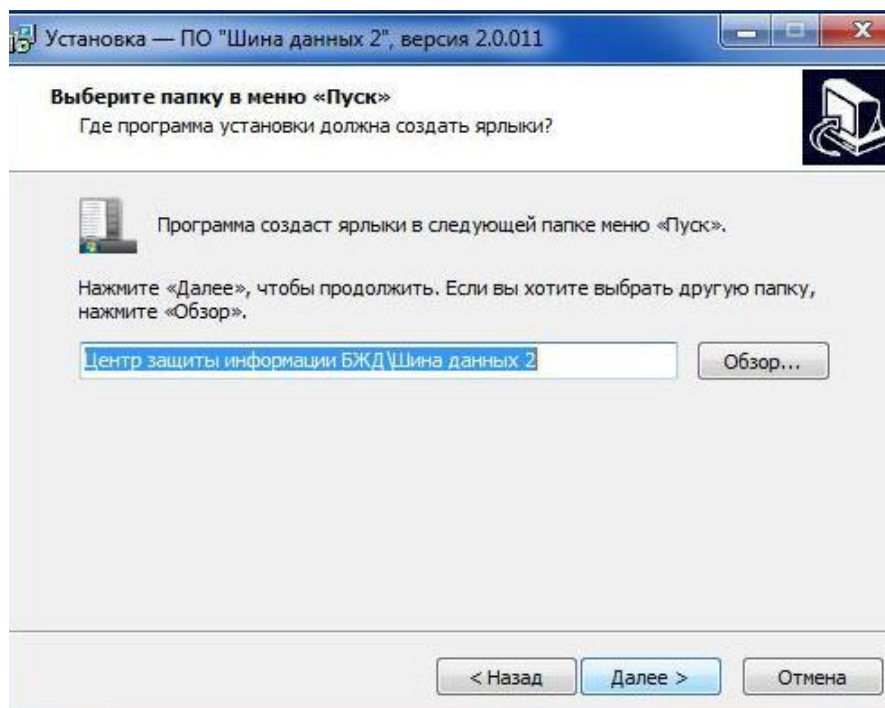 Установка — ПО "Шина данных 2", версия 2.0.011
Выберите папку в меню «Пуск»
Где программа установки должна создать ярлыки?
Программа создаст ярлыки в следующей папке меню «Пуск».
Нажмите «Далее», чтобы продолжить. Если вы хотите выбрать другую папку,
нажмите «Обзор».
Центр защиты информации БЖД\Шина данных 2
Обзор...
< Назад
Далее >
Отмена